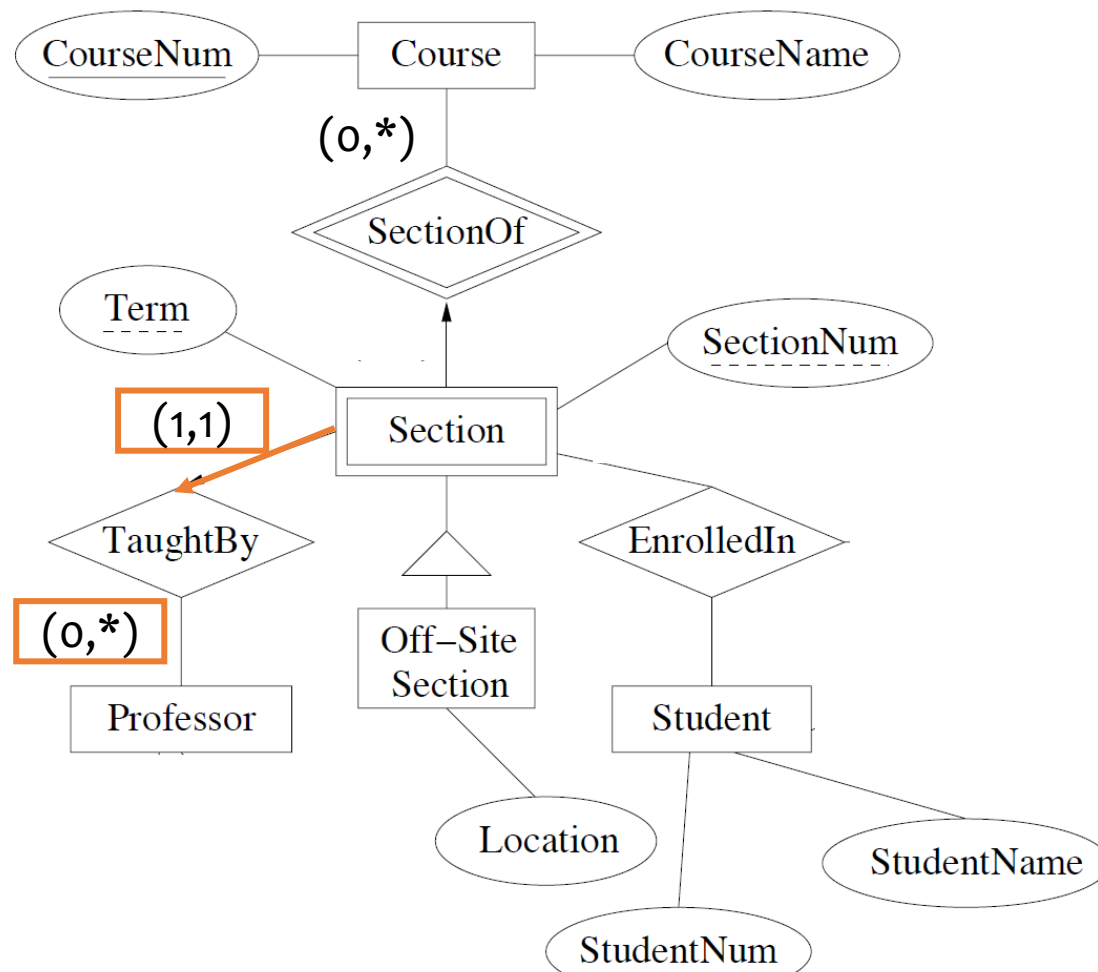 CourseNum
Course
CourseName
(0,*)
SectionOf
Term
SectionNum
(1,1)
Section
TaughtBy
EnrolledIn
(0,*)
Off-Site
Section
Professor
Student
Location
StudentName
StudentNum